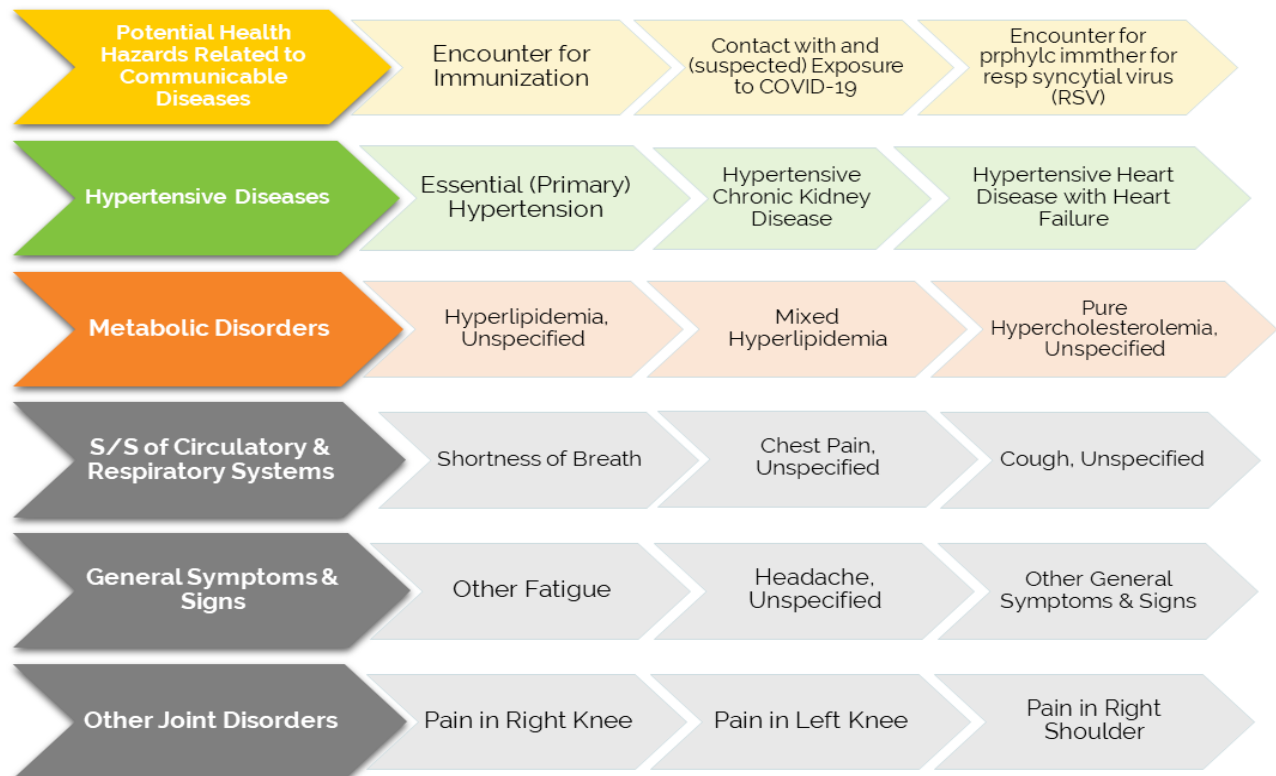 Potential Health
Hazards Related to
Communicable
Diseases
Encounter for
Immunization
Contact with and
(suspected) Exposure
to COVID-19
Encounter for
prphylc immther for
resp syncytial virus
(RSV)
Hypertensive Diseases
Essential (Primary)
Hypertension
Hypertensive
Chronic Kidney
Disease
Hypertensive Heart
Disease with Heart
Failure
Metabolic Disorders
Hyperlipidemia,
Unspecified
Mixed
Hyperlipidemia
Pure
Hypercholesterolemia,
Unspecified
S/S of Circulatory &
Respiratory Systems
Shortness of Breath
Chest Pain,
Unspecified
Cough, Unspecified
General Symptoms &
Signs
Other Fatigue
Headache,
Unspecified
Other General
Symptoms & Signs
Other Joint Disorders
Pain in Right Knee
Pain in Left Knee
Pain in Right
Shoulder